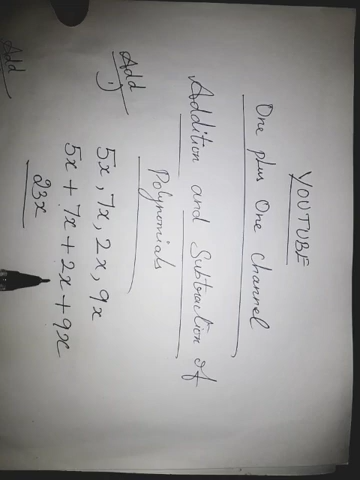 YOUTUBE
One plus One channel
Addition and Subtraction of
Polynomials
Add
1) 5x, 7x, 2x, 9x
5x + 7x + 2x + 9x
23x
Add